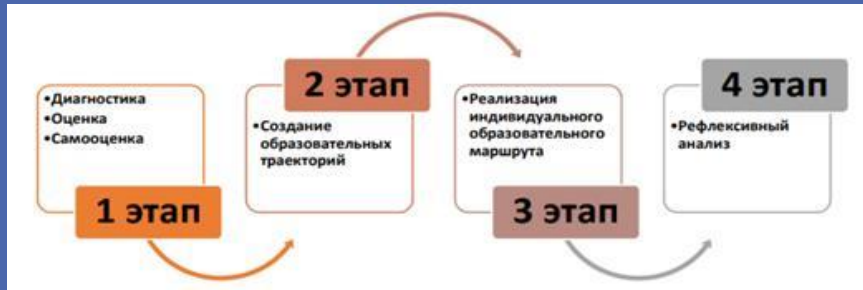 •Диагностика
•Оценка
•Самооценка
1 этап
2 этап
•Создание
образовательных
траекторий
•Реализация
индивидуального
образовательного
маршрута
3 этап
4 этап
•Рефлексивный
анализ